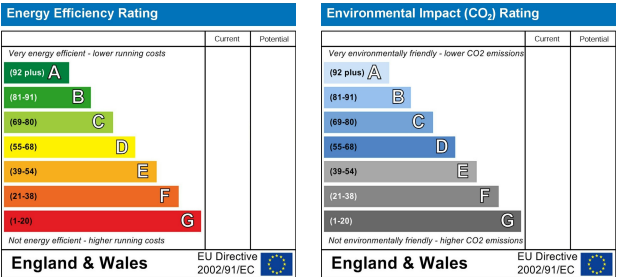 Energy Efficiency Rating
Current Potential
Very energy efficient - lower running costs
(92 plus) A
(81-91) B
(69-80) C
(55-68) D
(39-54) E
(21-38) F
(1-20) G
Not energy efficient - higher running costs
England & Wales
EU Directive
2002/91/EC
Environmental Impact (CO₂) Rating
Current Potential
Very environmentally friendly - lower CO2 emissions
(92 plus) A
(81-91) B
(69-80) C
(55-68) D
(39-54) E
(21-38) F
(1-20) G
Not environmentally friendly - higher CO2 emissions
England & Wales
EU Directive
2002/91/EC